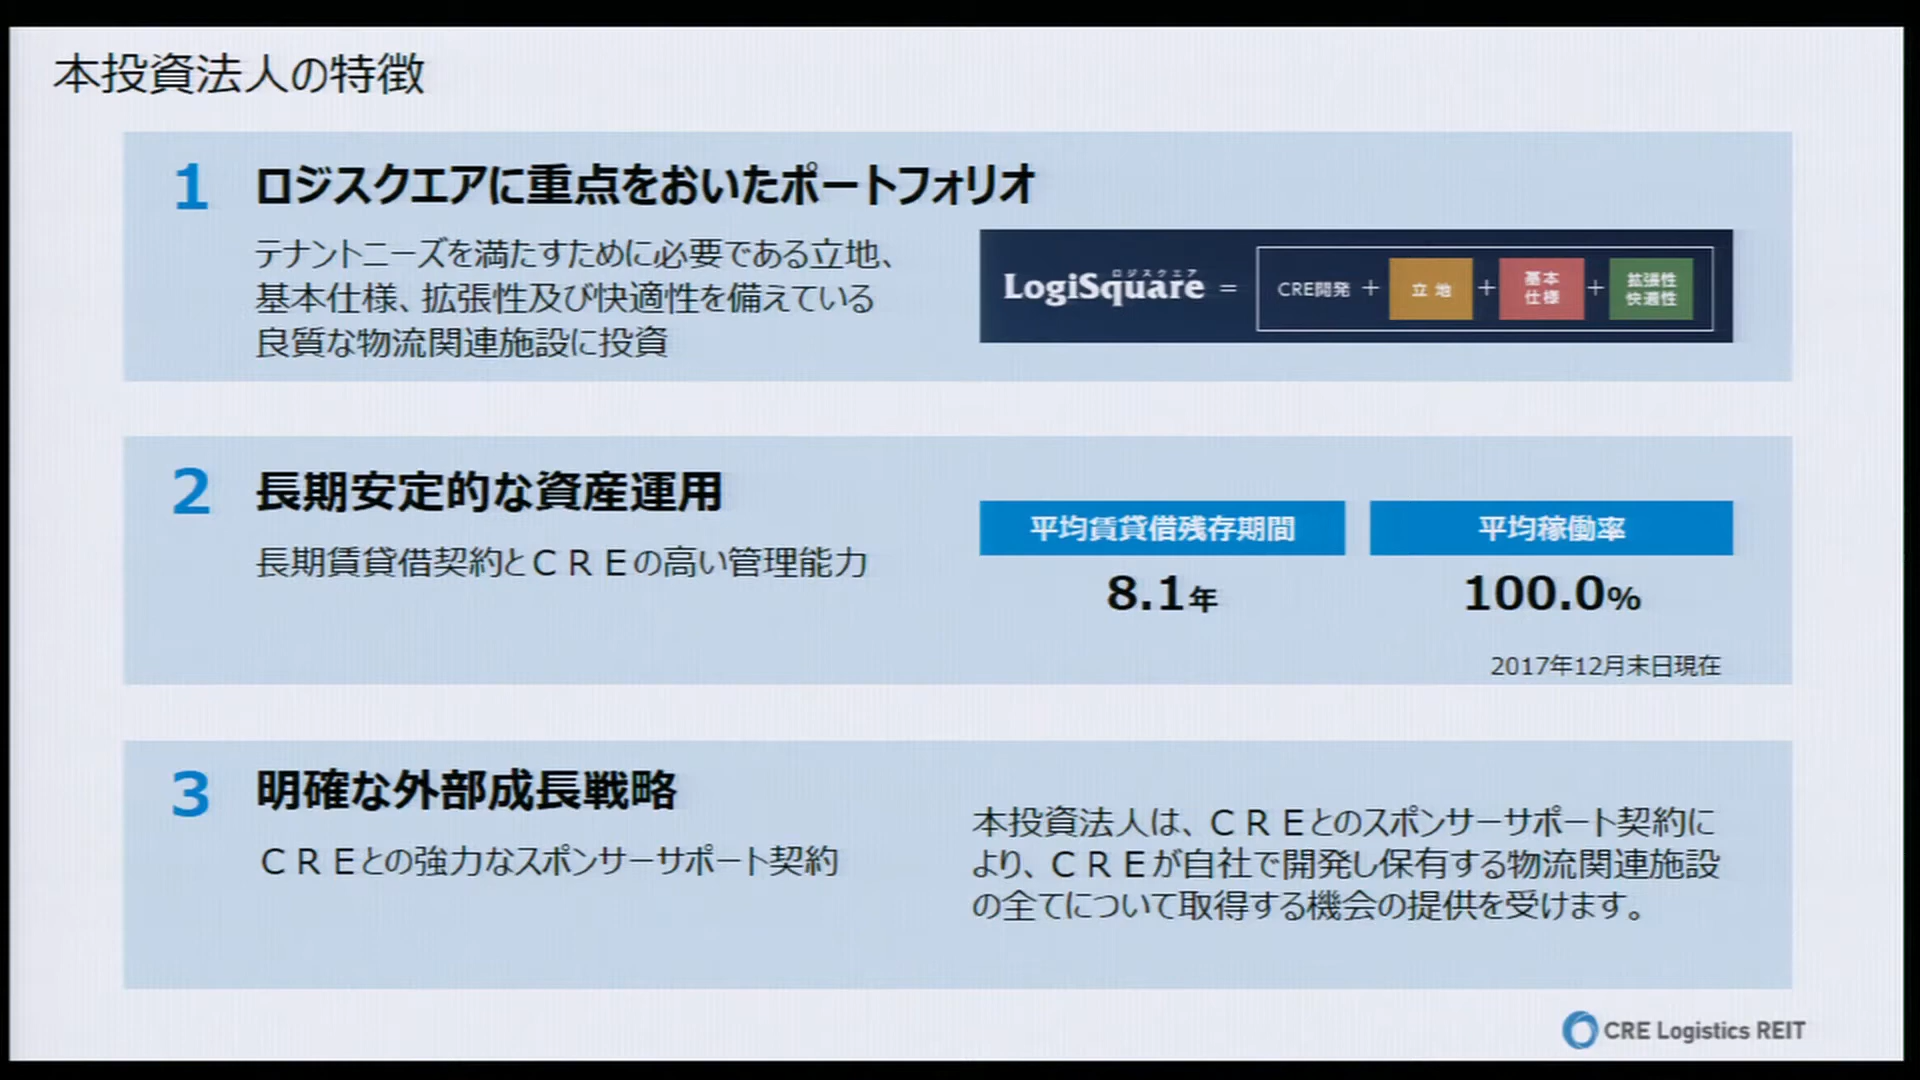 本投資法人の特徴
1 ロジスクエアに重点をおいたポートフォリオ
テナントニーズを満たすために必要である立地、
基本仕様、拡張性及び快適性を備えている
良質な物流関連施設に投資
ロジスクエア
LogiSquare = CRE開発 + 立地 + 基本仕様 + 拡張性快適性
2 長期安定的な資産運用
長期賃貸借契約とCREの高い管理能力
平均賃貸借残存期間 平均稼働率
8.1年 100.0%
2017年12月末日現在
3 明確な外部成長戦略
CREとの強力なスポンサーサポート契約
本投資法人は、CREとのスポンサーサポート契約に
より、CREが自社で開発し保有する物流関連施設
の全てについて取得する機会の提供を受けます。
CRE Logistics REIT